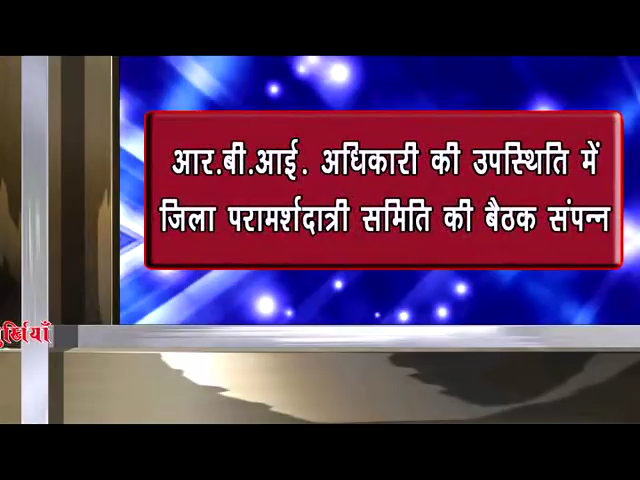 आर.बी.आई. अधिकारी की उपस्थिति में
जिला परामर्शदात्री समिति की बैठक संपन्न